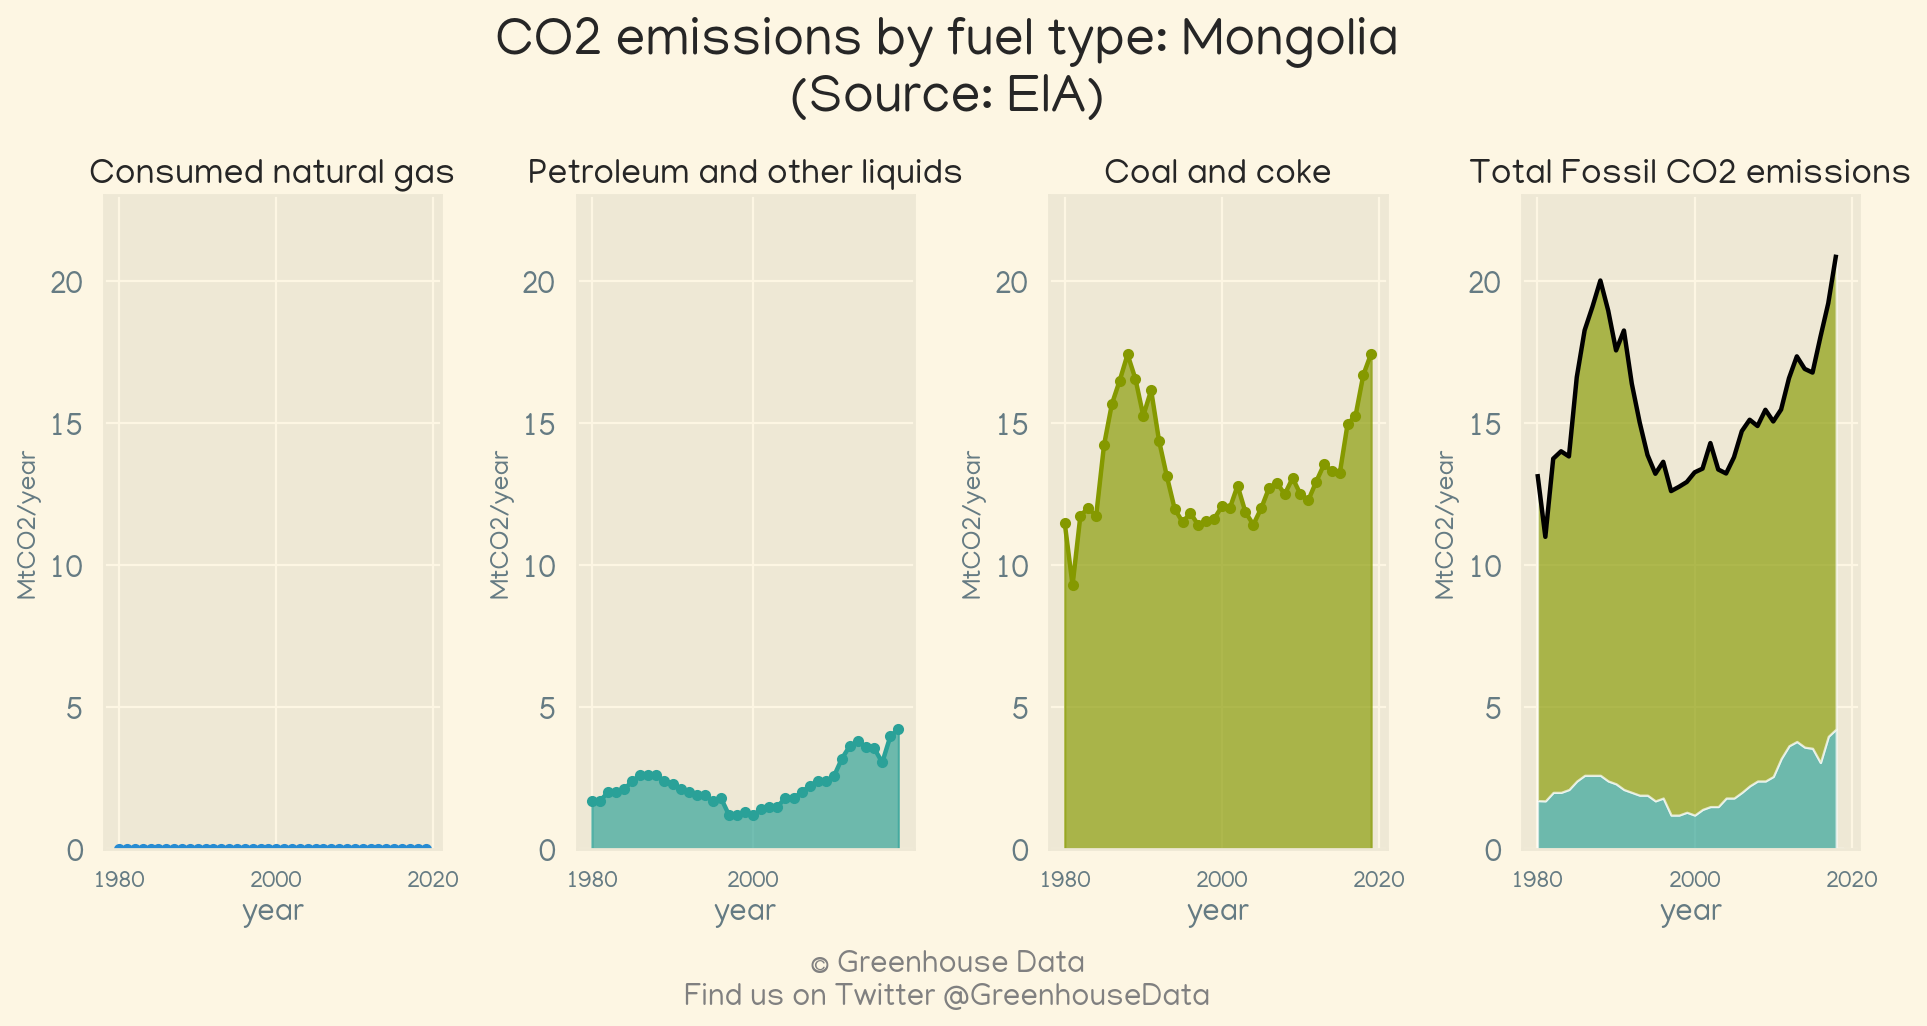 CO2 emissions by fuel type: Mongolia
(Source: EIA)
Consumed natural gas
MtCO2/year
20
15
10
5
0
1980 2000 2020
year
Petroleum and other liquids
MtCO2/year
20
15
10
5
0
1980 2000
year
Coal and coke
MtCO2/year
20
15
10
5
0
1980 2000 2020
year
Total Fossil CO2 emissions
MtCO2/year
20
15
10
5
0
1980 2000 2020
year
© Greenhouse Data
Find us on Twitter @GreenhouseData